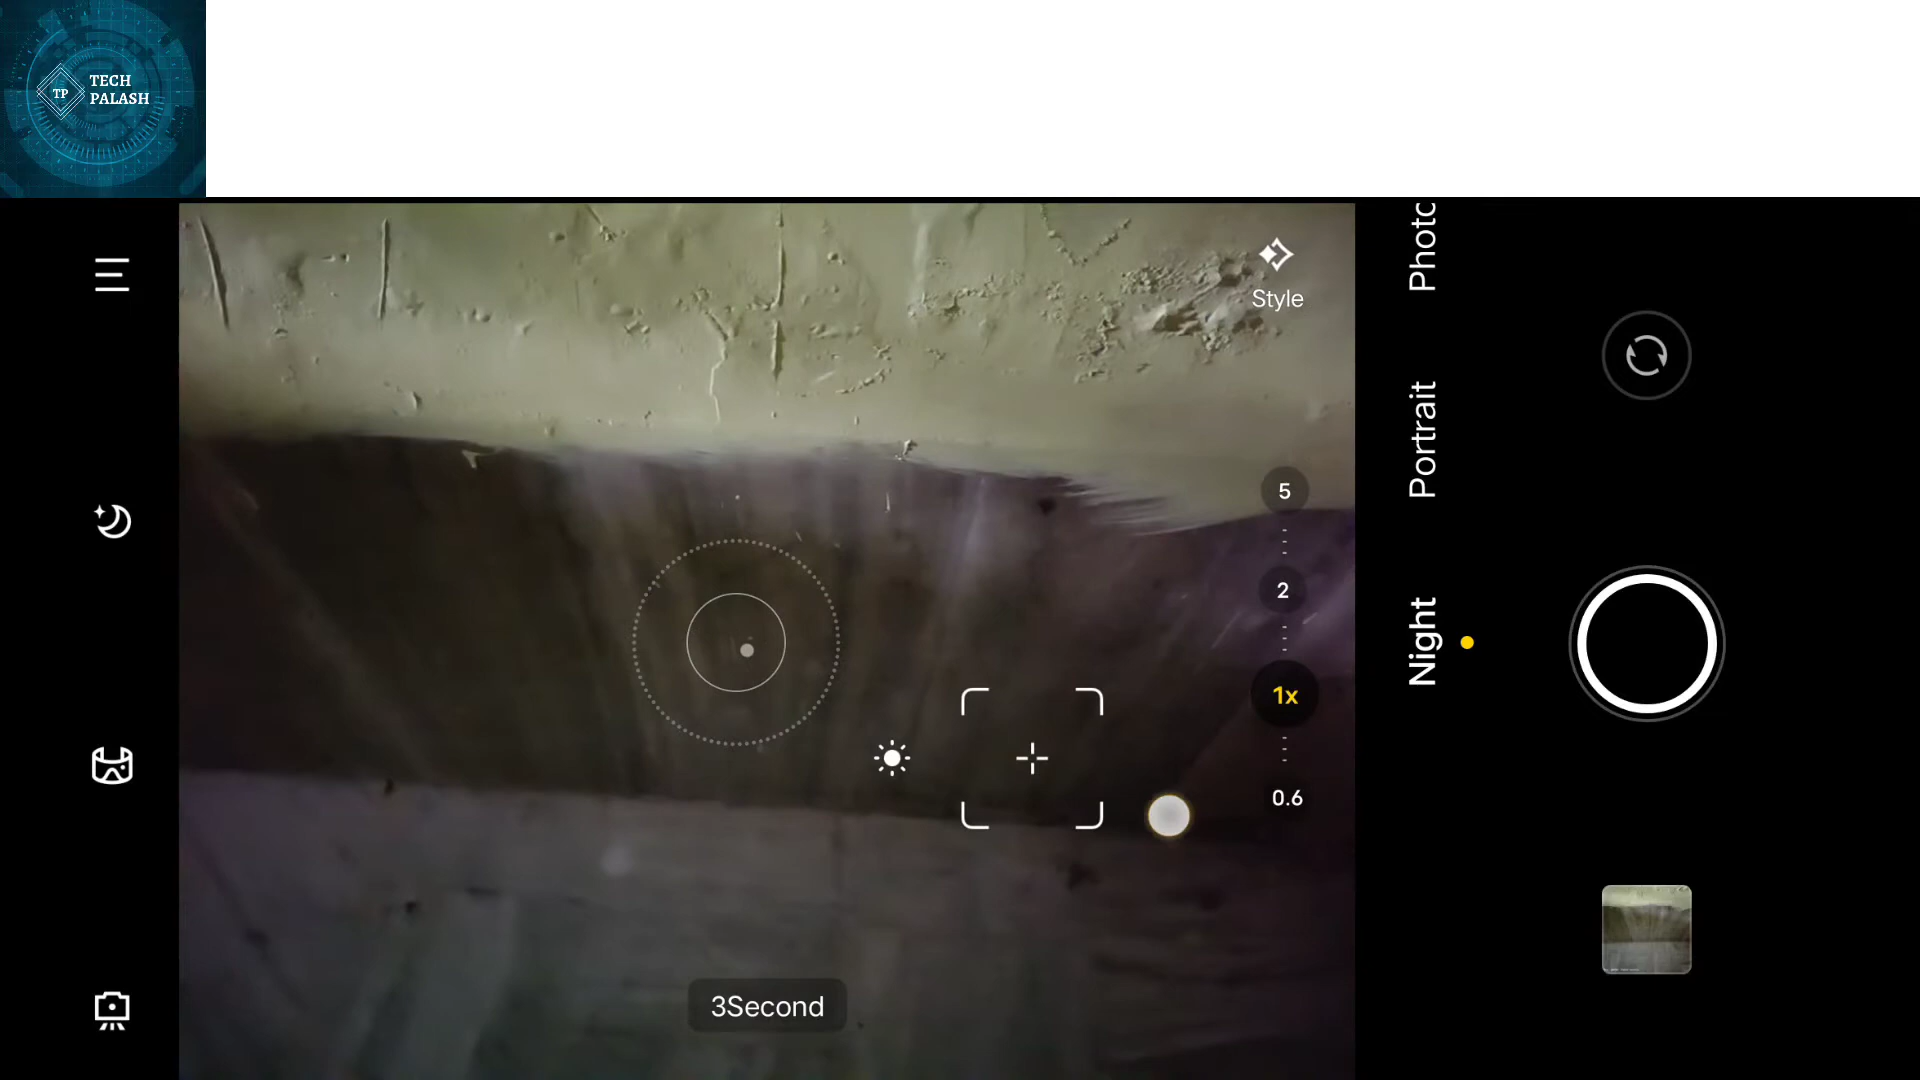 TP
TECH
PALASH
Style
Photo
Portrait
Night
5
2
1x
0.6
3Second